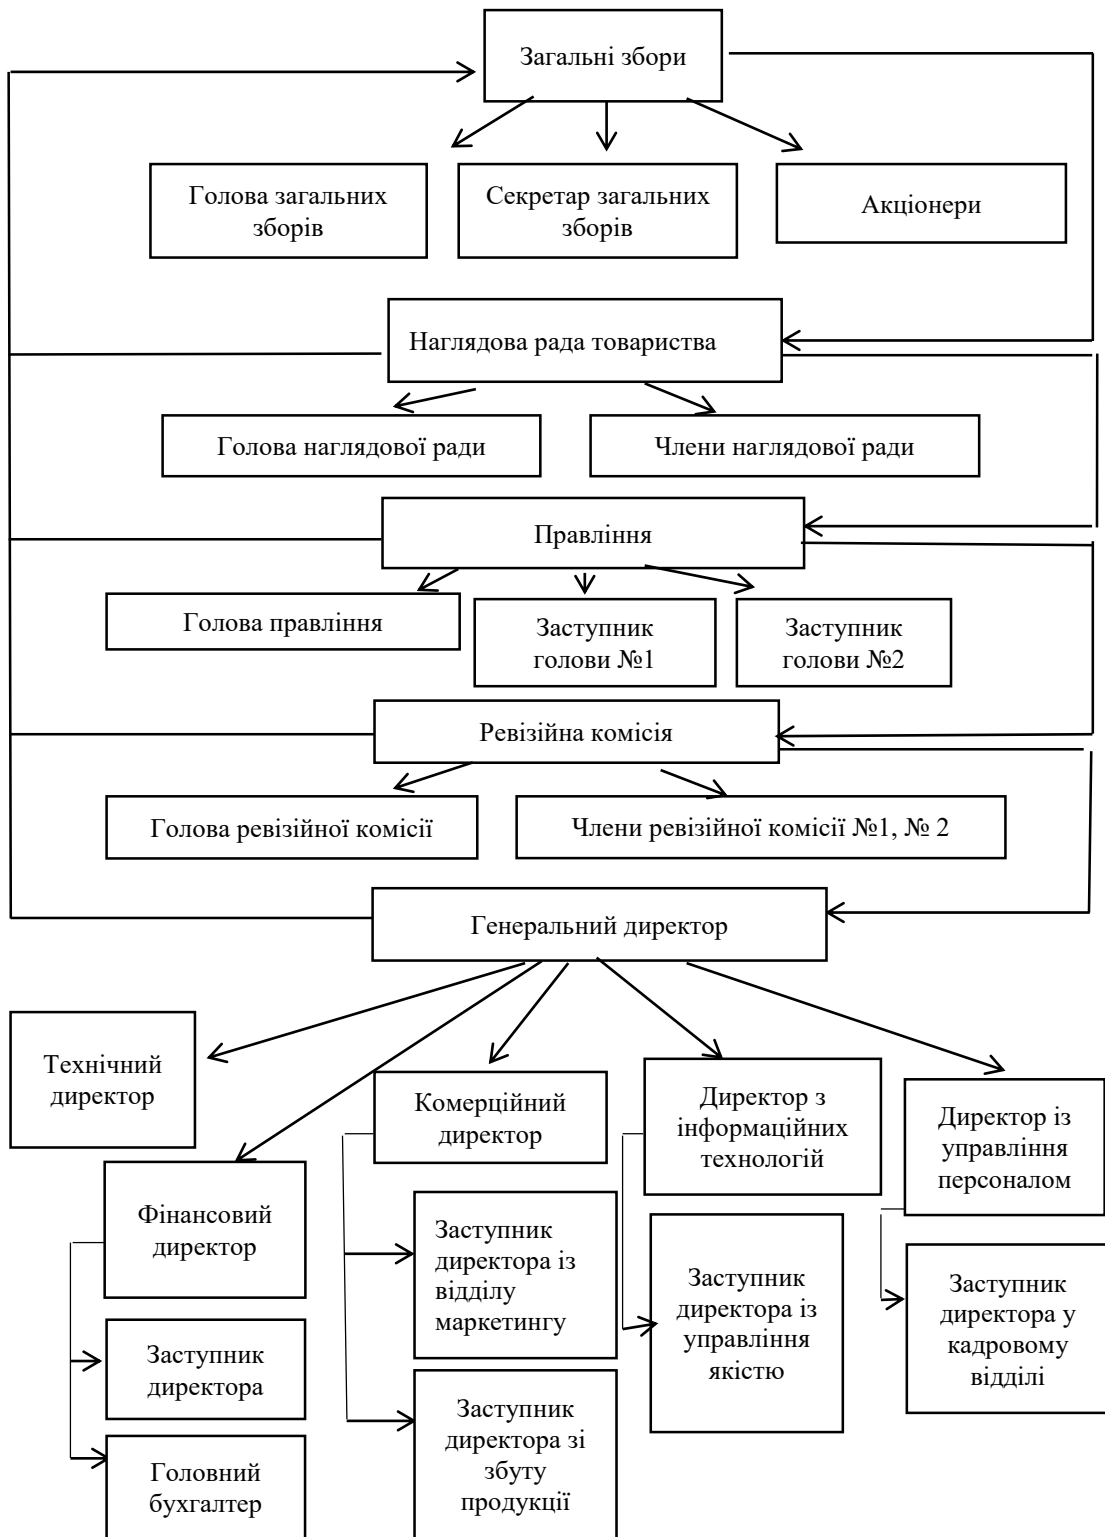 Загальні збори
Голова загальних
зборів
Секретар загальних
зборів
Акціонери
Наглядова рада товариства
Голова наглядової ради
Члени наглядової ради
Правління
Голова правління
Заступник
голови №1
Заступник
голови №2
Ревізійна комісія
Голова ревізійної комісії
Члени ревізійної комісії №1, № 2
Генеральний директор
Технічний
директор
Комерційний
директор
Директор з
інформаційних
технологій
Директор із
управління
персоналом
Фінансовий
директор
Заступник
директора із
відділу
маркетингу
Заступник
директора із
управління
якістю
Заступник
директора у
кадровому
відділі
Заступник
директора
Заступник
директора зі
збуту
продукції
Головний
бухгалтер